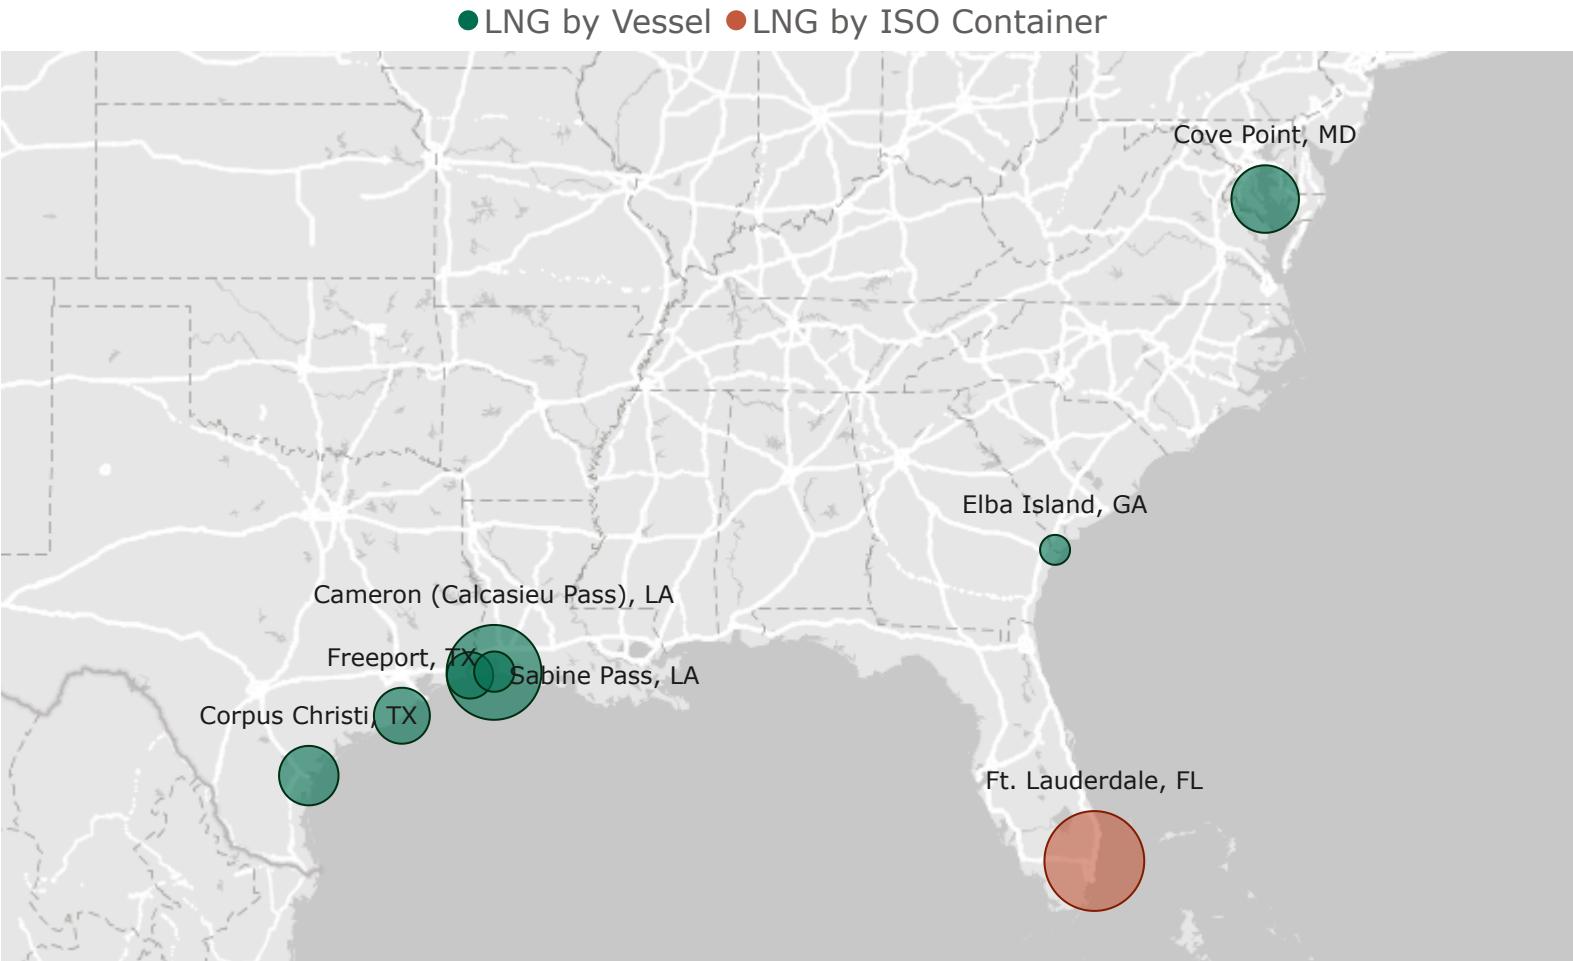 LNG by Vessel LNG by ISO Container
Cove Point, MD
Elba Island, GA
Cameron (Calcasieu Pass), LA
Freeport, TX
Sabine Pass, LA
Corpus Christi, TX
Ft. Lauderdale, FL